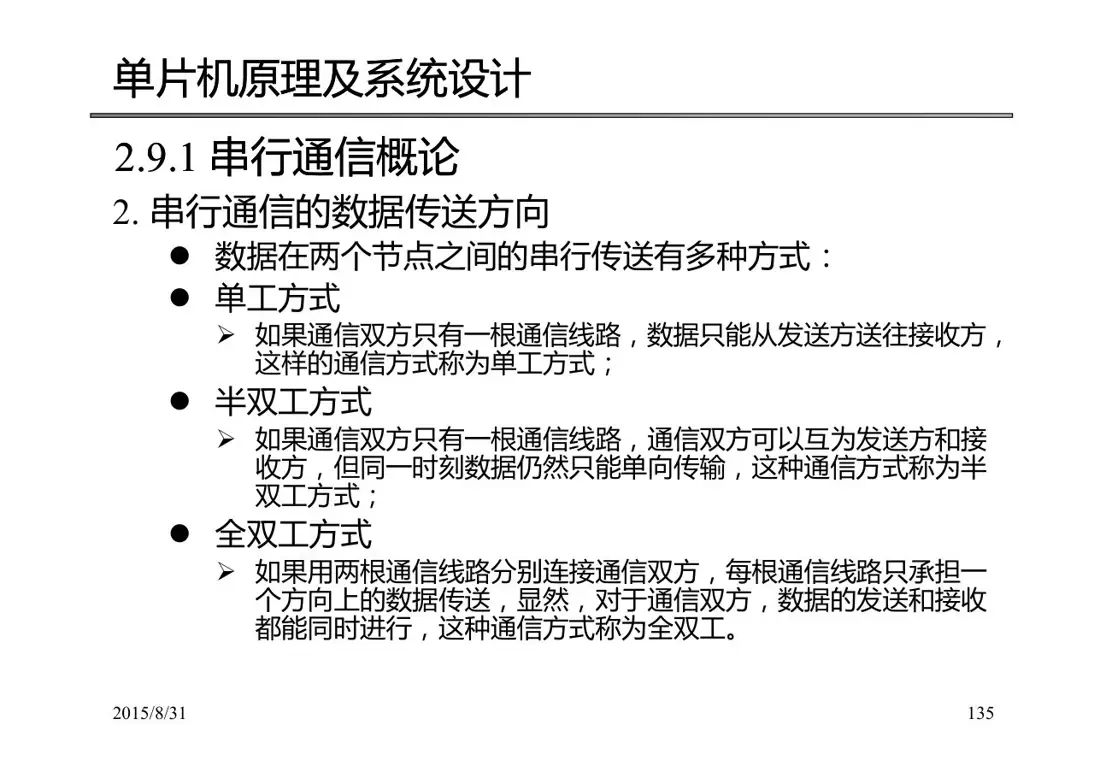 单片机原理及系统设计
2.9.1 串行通信概论
2. 串行通信的数据传送方向
● 数据在两个节点之间的串行传送有多种方式：
● 单工方式
➢ 如果通信双方只有一根通信线路，数据只能从发送方送往接收方，
这样的通信方式称为单工方式；
● 半双工方式
➢ 如果通信双方只有一根通信线路，通信双方可以互为发送方和接
收方，但同一时刻数据仍然只能单向传输，这种通信方式称为半
双工方式；
● 全双工方式
➢ 如果用两根通信线路分别连接通信双方，每根通信线路只承担一
个方向上的数据传送，显然，对于通信双方，数据的发送和接收
都能同时进行，这种通信方式称为全双工。
2015/8/31
135